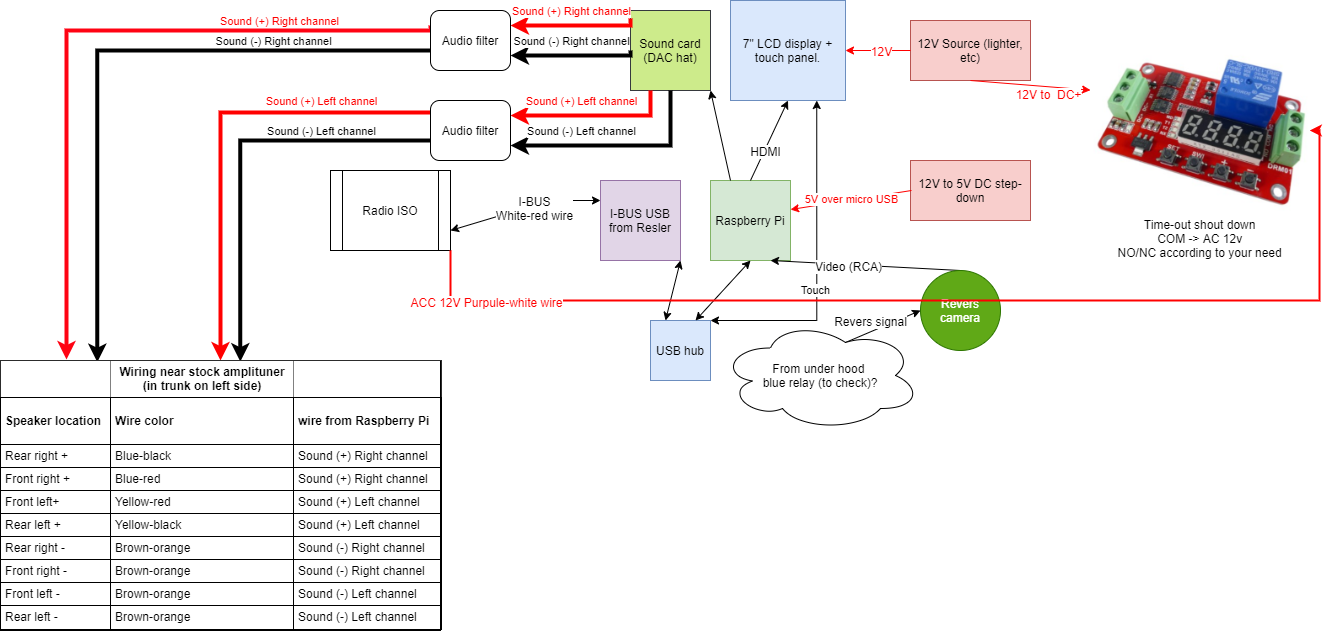 Sound (+) Right channel
Sound (-) Right channel
Audio filter
Sound (+) Right channel
Sound (-) Right channel
Sound card
(DAC hat)
7" LCD display +
touch panel.
12V
12V Source (lighter,
etc)
12V to DC+
Sound (+) Left channel
Sound (-) Left channel
Audio filter
Sound (+) Left channel
Sound (-) Left channel
HDMI
Radio ISO
I-BUS
White-red wire
I-BUS USB
from Resler
Raspberry Pi
5V over micro USB
12V to 5V DC step-
down
SET
SW1
+
-
DRM01
Time-out shout down
COM -> AC 12v
NO/NC according to your need
Video (RCA)
Touch
ACC 12V Purpule-white wire
Revers
camera
Revers signal
USB hub
From under hood
blue relay (to check)?
Wiring near stock amplituner
(in trunk on left side)
Speaker location Wire color wire from Raspberry Pi
Rear right + Blue-black Sound (+) Right channel
Front right + Blue-red Sound (+) Right channel
Front left+ Yellow-red Sound (+) Left channel
Rear left + Yellow-black Sound (+) Left channel
Rear right - Brown-orange Sound (-) Right channel
Front right - Brown-orange Sound (-) Right channel
Front left - Brown-orange Sound (-) Left channel
Rear left - Brown-orange Sound (-) Left channel